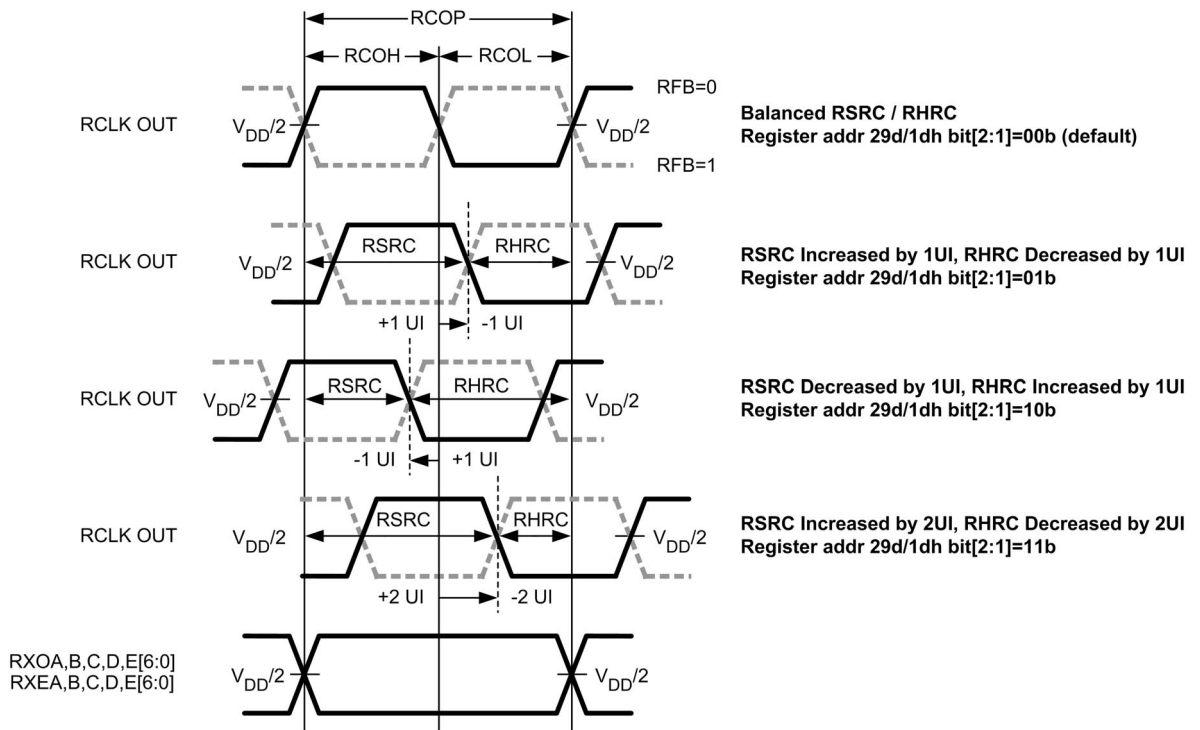 RCOP
RCOH RCOL
RFB=0
RCLK OUT VDD/2 VDD/2
RFB=1
Balanced RSRC / RHRC
Register addr 29d/1dh bit[2:1]=00b (default)
RSRC RHRC
RCLK OUT VDD/2 VDD/2
+1 UI -1 UI
RSRC Increased by 1UI, RHRC Decreased by 1UI
Register addr 29d/1dh bit[2:1]=01b
RSRC RHRC
RCLK OUT VDD/2 VDD/2
-1 UI +1 UI
RSRC Decreased by 1UI, RHRC Increased by 1UI
Register addr 29d/1dh bit[2:1]=10b
RSRC RHRC
RCLK OUT VDD/2 VDD/2
+2 UI -2 UI
RSRC Increased by 2UI, RHRC Decreased by 2UI
Register addr 29d/1dh bit[2:1]=11b
RXOA,B,C,D,E[6:0]
RXEA,B,C,D,E[6:0]
VDD/2 VDD/2